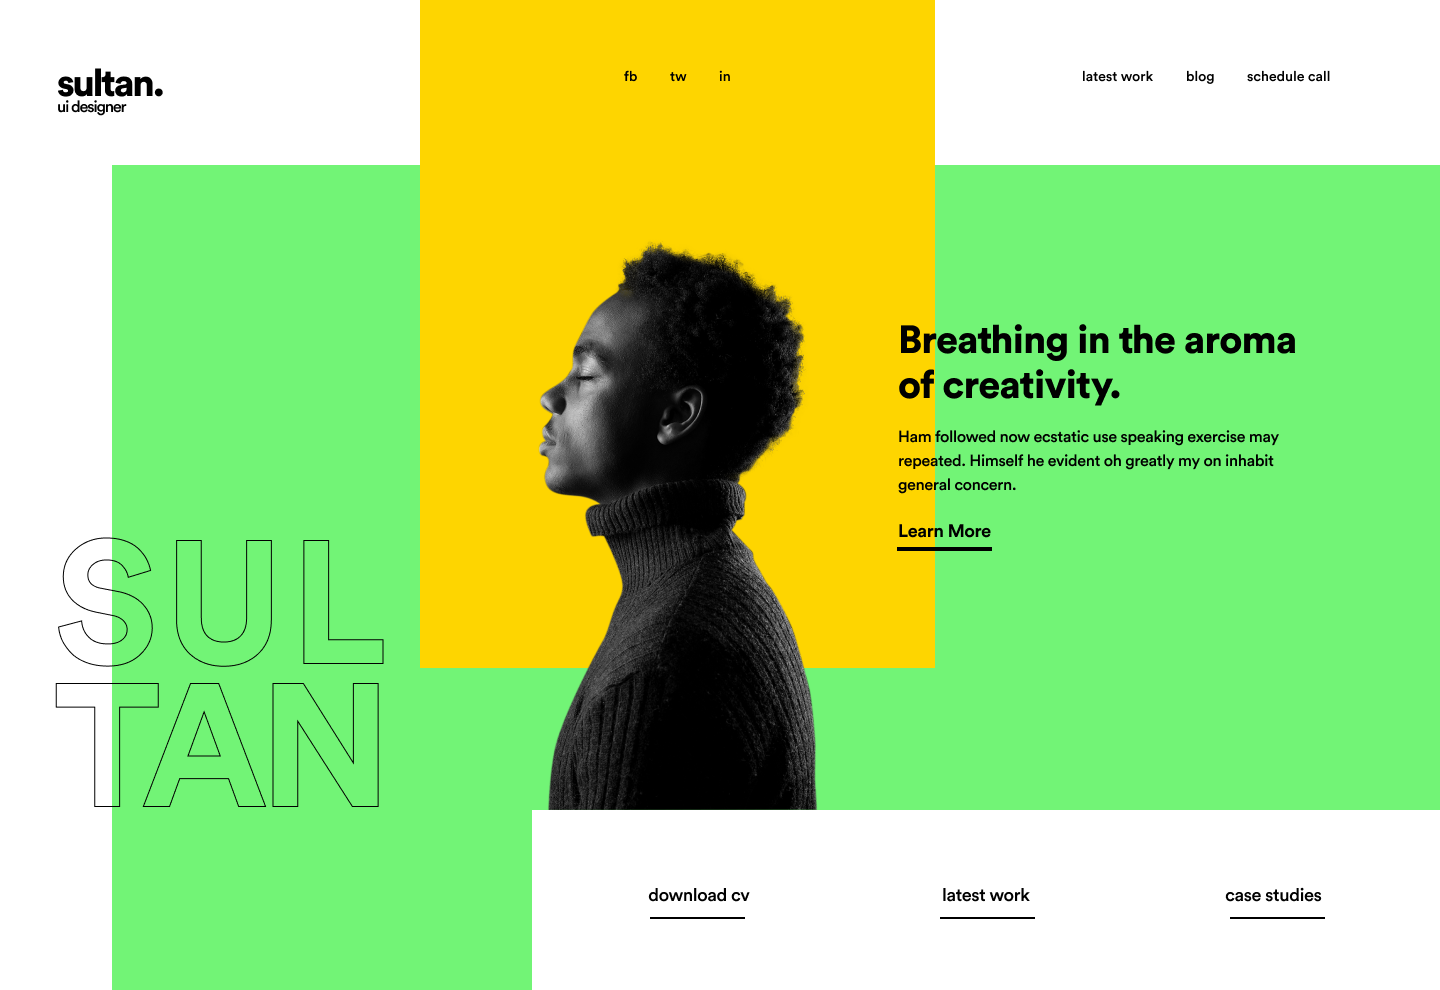 sultan.
ui designer
fb tw in
latest work blog schedule call
Breathing in the aroma
of creativity.
Ham followed now ecstatic use speaking exercise may
repeated. Himself he evident oh greatly my on inhabit
general concern.
Learn More
SUL
TAN
download cv latest work case studies